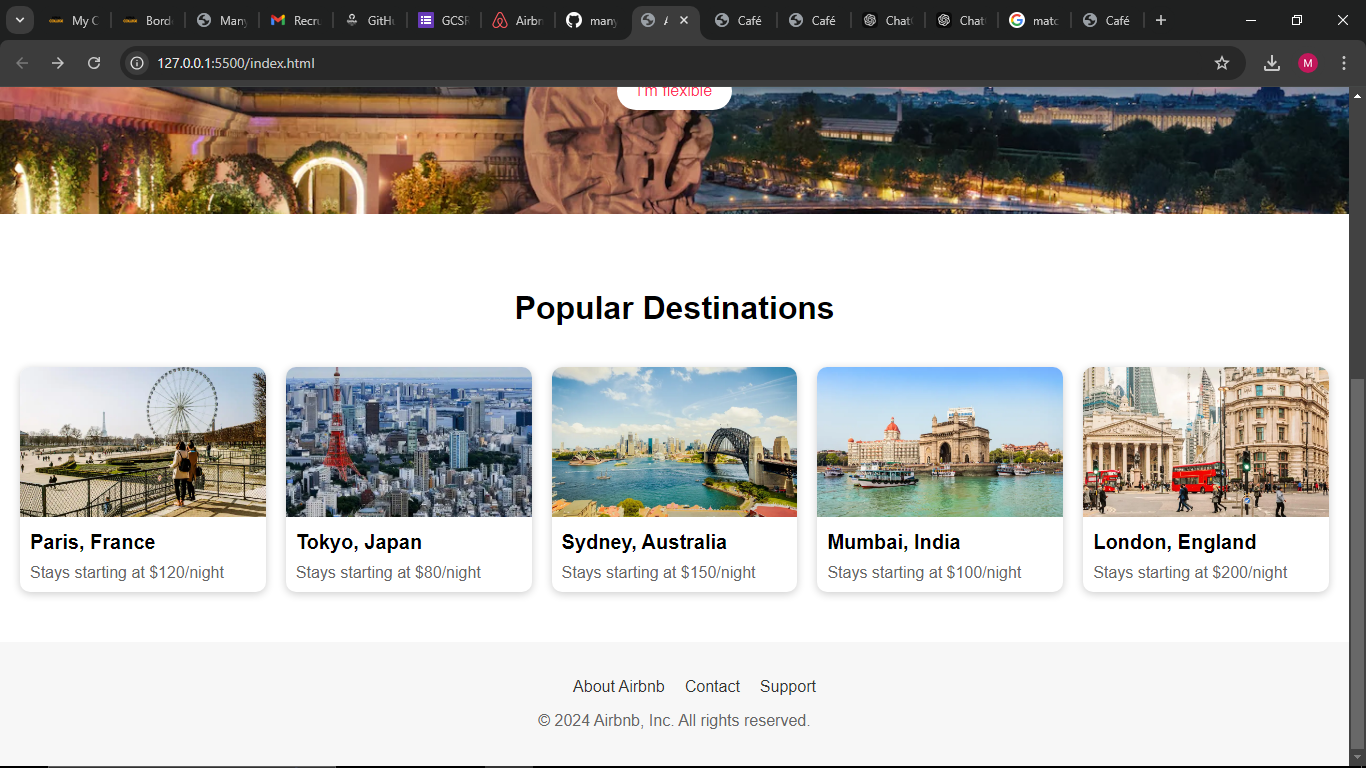 My C
Bord
Many
Recru
GitHu
GCSR
Airbn
many
Café
Café
Chat
Chat
matc
Café
127.0.0.1:5500/index.html
M
I'm flexible
Popular Destinations
Paris, France
Stays starting at $120/night
Tokyo, Japan
Stays starting at $80/night
Sydney, Australia
Stays starting at $150/night
Mumbai, India
Stays starting at $100/night
London, England
Stays starting at $200/night
About Airbnb Contact Support
© 2024 Airbnb, Inc. All rights reserved.